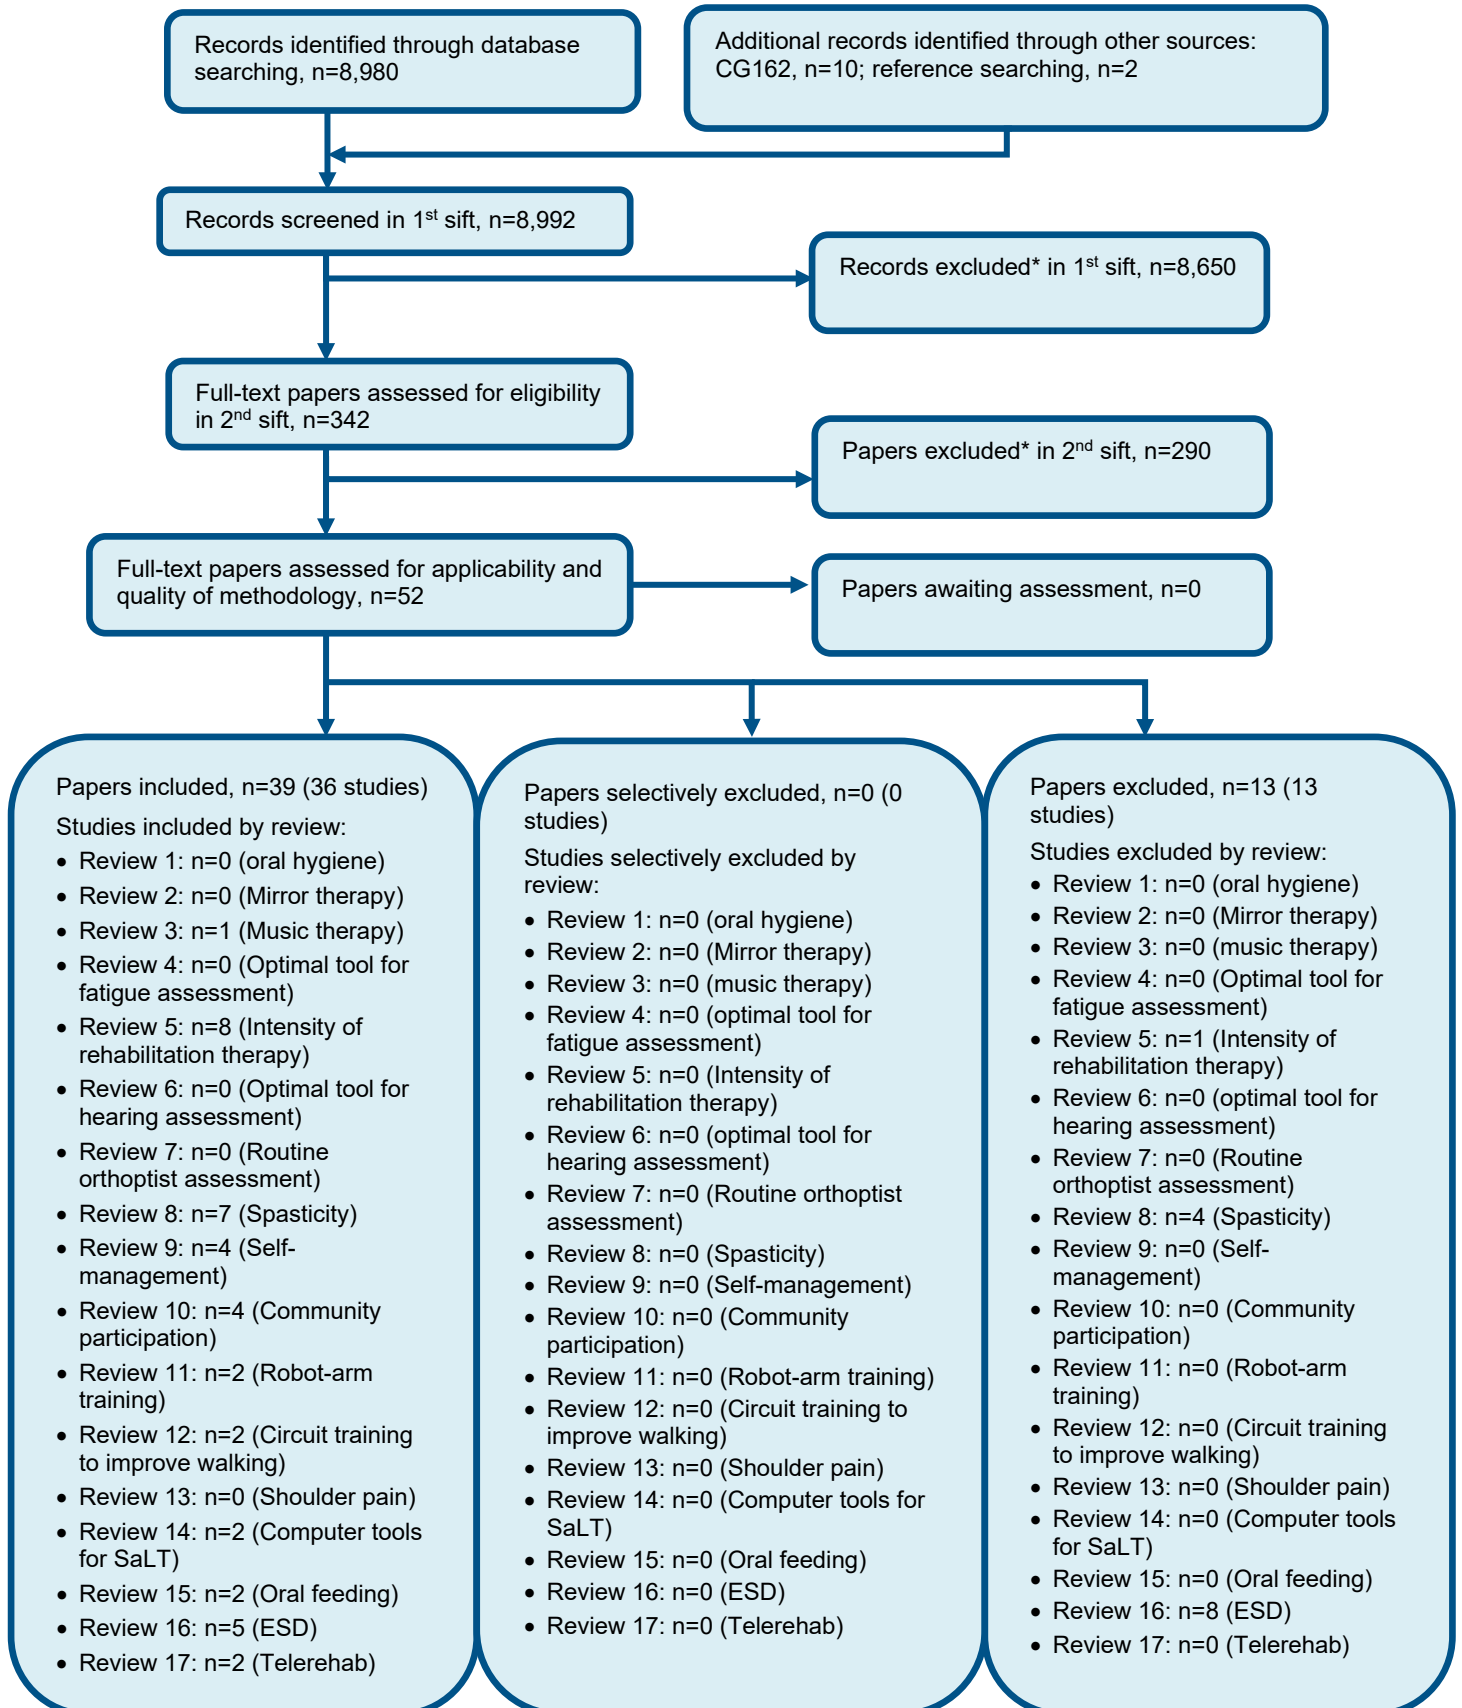 Records identified through database
searching, n=8,980
Additional records identified through other sources:
CG162, n=10; reference searching, n=2
Records screened in 1st sift, n=8,992
Records excluded* in 1st sift, n=8,650
Full-text papers assessed for eligibility
in 2nd sift, n=342
Papers excluded* in 2nd sift, n=290
Full-text papers assessed for applicability and
quality of methodology, n=52
Papers awaiting assessment, n=0
Papers included, n=39 (36 studies)
Studies included by review:
• Review 1: n=0 (oral hygiene)
• Review 2: n=0 (Mirror therapy)
• Review 3: n=1 (Music therapy)
• Review 4: n=0 (Optimal tool for
fatigue assessment)
• Review 5: n=8 (Intensity of
rehabilitation therapy)
• Review 6: n=0 (Optimal tool for
hearing assessment)
• Review 7: n=0 (Routine
orthoptist assessment)
• Review 8: n=7 (Spasticity)
• Review 9: n=4 (Self-
management)
• Review 10: n=4 (Community
participation)
• Review 11: n=2 (Robot-arm
training)
• Review 12: n=2 (Circuit training
to improve walking)
• Review 13: n=0 (Shoulder pain)
• Review 14: n=2 (Computer tools
for SaLT)
• Review 15: n=2 (Oral feeding)
• Review 16: n=5 (ESD)
• Review 17: n=2 (Telerehab)
Papers selectively excluded, n=0 (0
studies)
Studies selectively excluded by
review:
• Review 1: n=0 (oral hygiene)
• Review 2: n=0 (Mirror therapy)
• Review 3: n=0 (music therapy)
• Review 4: n=0 (optimal tool for
fatigue assessment)
• Review 5: n=0 (Intensity of
rehabilitation therapy)
• Review 6: n=0 (optimal tool for
hearing assessment)
• Review 7: n=0 (Routine orthoptist
assessment)
• Review 8: n=0 (Spasticity)
• Review 9: n=0 (Self-management)
• Review 10: n=0 (Community
participation)
• Review 11: n=0 (Robot-arm training)
• Review 12: n=0 (Circuit training to
improve walking)
• Review 13: n=0 (Shoulder pain)
• Review 14: n=0 (Computer tools for
SaLT)
• Review 15: n=0 (Oral feeding)
• Review 16: n=0 (ESD)
• Review 17: n=0 (Telerehab)
Papers excluded, n=13 (13
studies)
Studies excluded by review:
• Review 1: n=0 (oral hygiene)
• Review 2: n=0 (Mirror therapy)
• Review 3: n=0 (music therapy)
• Review 4: n=0 (Optimal tool for
fatigue assessment)
• Review 5: n=1 (Intensity of
rehabilitation therapy)
• Review 6: n=0 (optimal tool for
hearing assessment)
• Review 7: n=0 (Routine
orthoptist assessment)
• Review 8: n=4 (Spasticity)
• Review 9: n=0 (Self-
management)
• Review 10: n=0 (Community
participation)
• Review 11: n=0 (Robot-arm
training)
• Review 12: n=0 (Circuit training
to improve walking)
• Review 13: n=0 (Shoulder pain)
• Review 14: n=0 (Computer tools
for SaLT)
• Review 15: n=0 (Oral feeding)
• Review 16: n=8 (ESD)
• Review 17: n=0 (Telerehab)